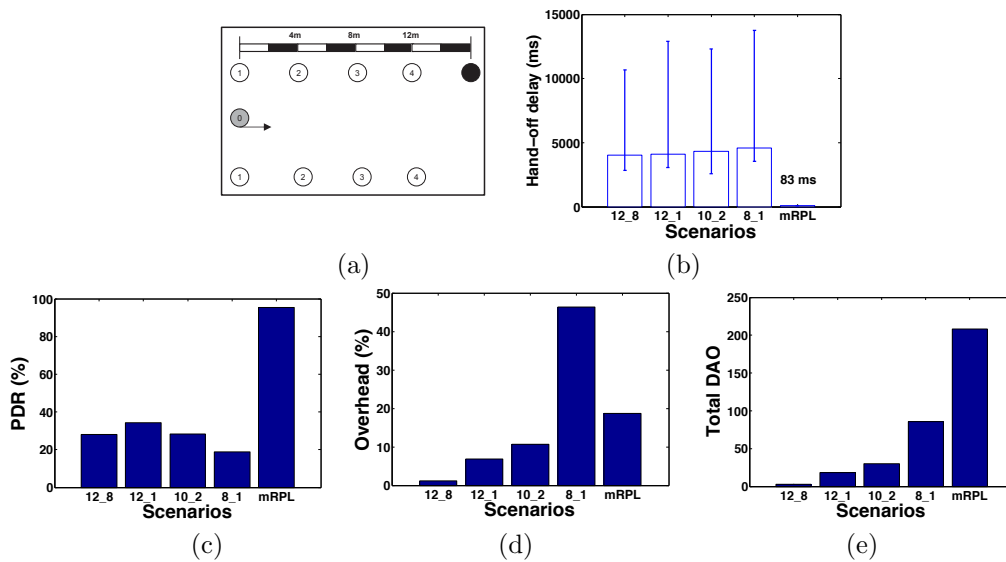 4m 8m 12m
1 2 3 4
0
1 2 3 4
(a)
Hand-off delay (ms)
15000
10000
5000
0
83 ms
12_8 12_1 10_2 8_1 mRPL
Scenarios
(b)
PDR (%)
100
80
60
40
20
0
12_8 12_1 10_2 8_1 mRPL
Scenarios
(c)
Overhead (%)
50
40
30
20
10
0
12_8 12_1 10_2 8_1 mRPL
Scenarios
(d)
Total DAO
250
200
150
100
50
0
12_8 12_1 10_2 8_1 mRPL
Scenarios
(e)